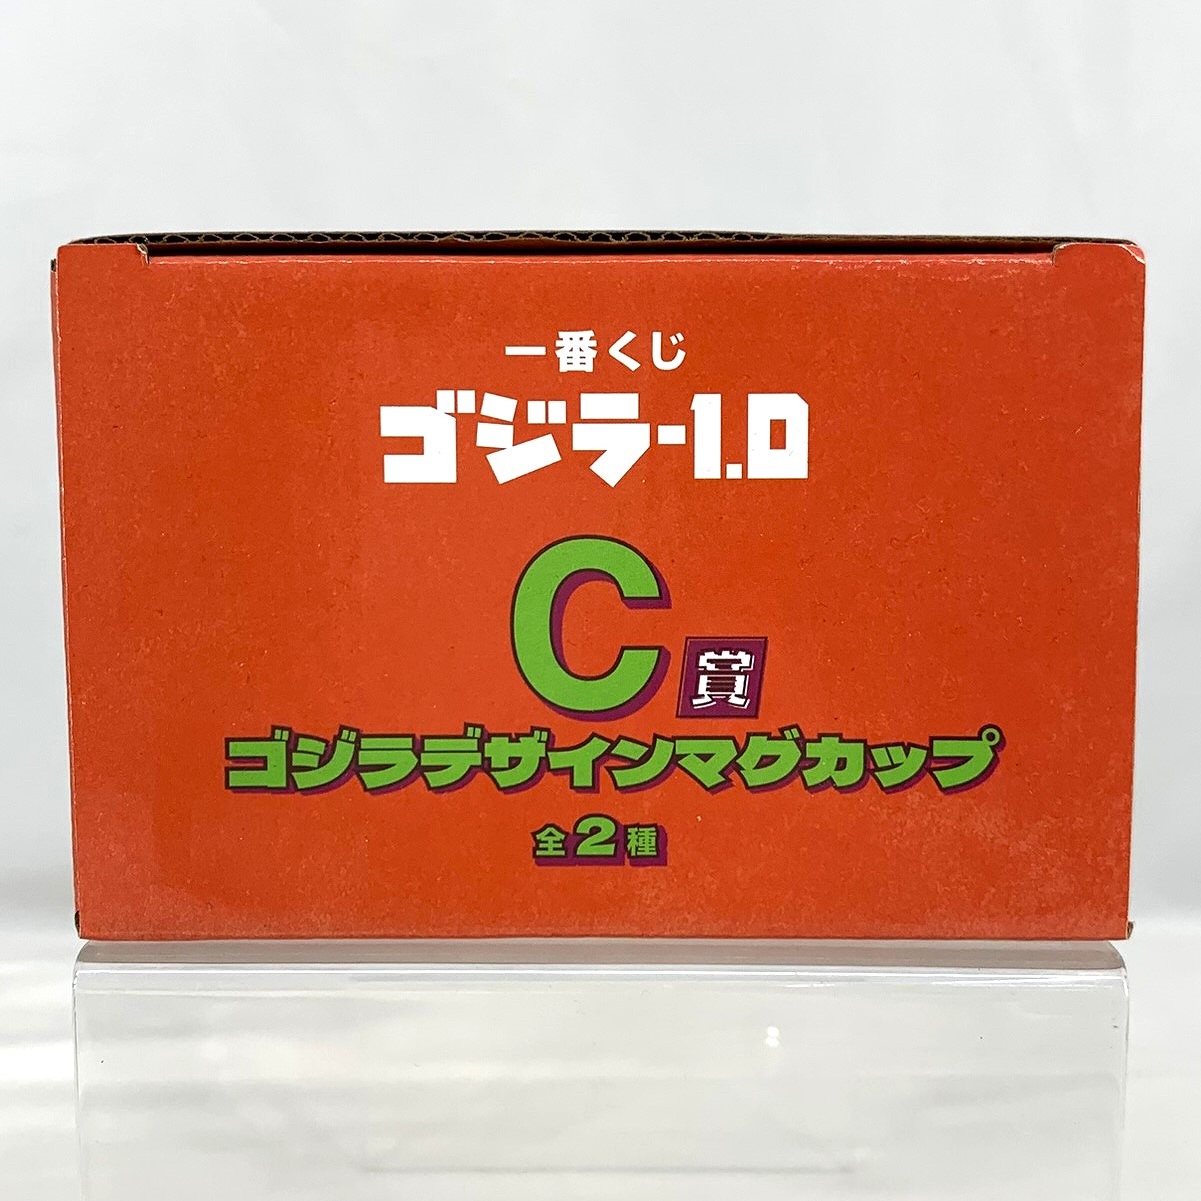 一番くじ
ゴジラ-1.0
C賞
ゴジラデザインマグカップ
全2種